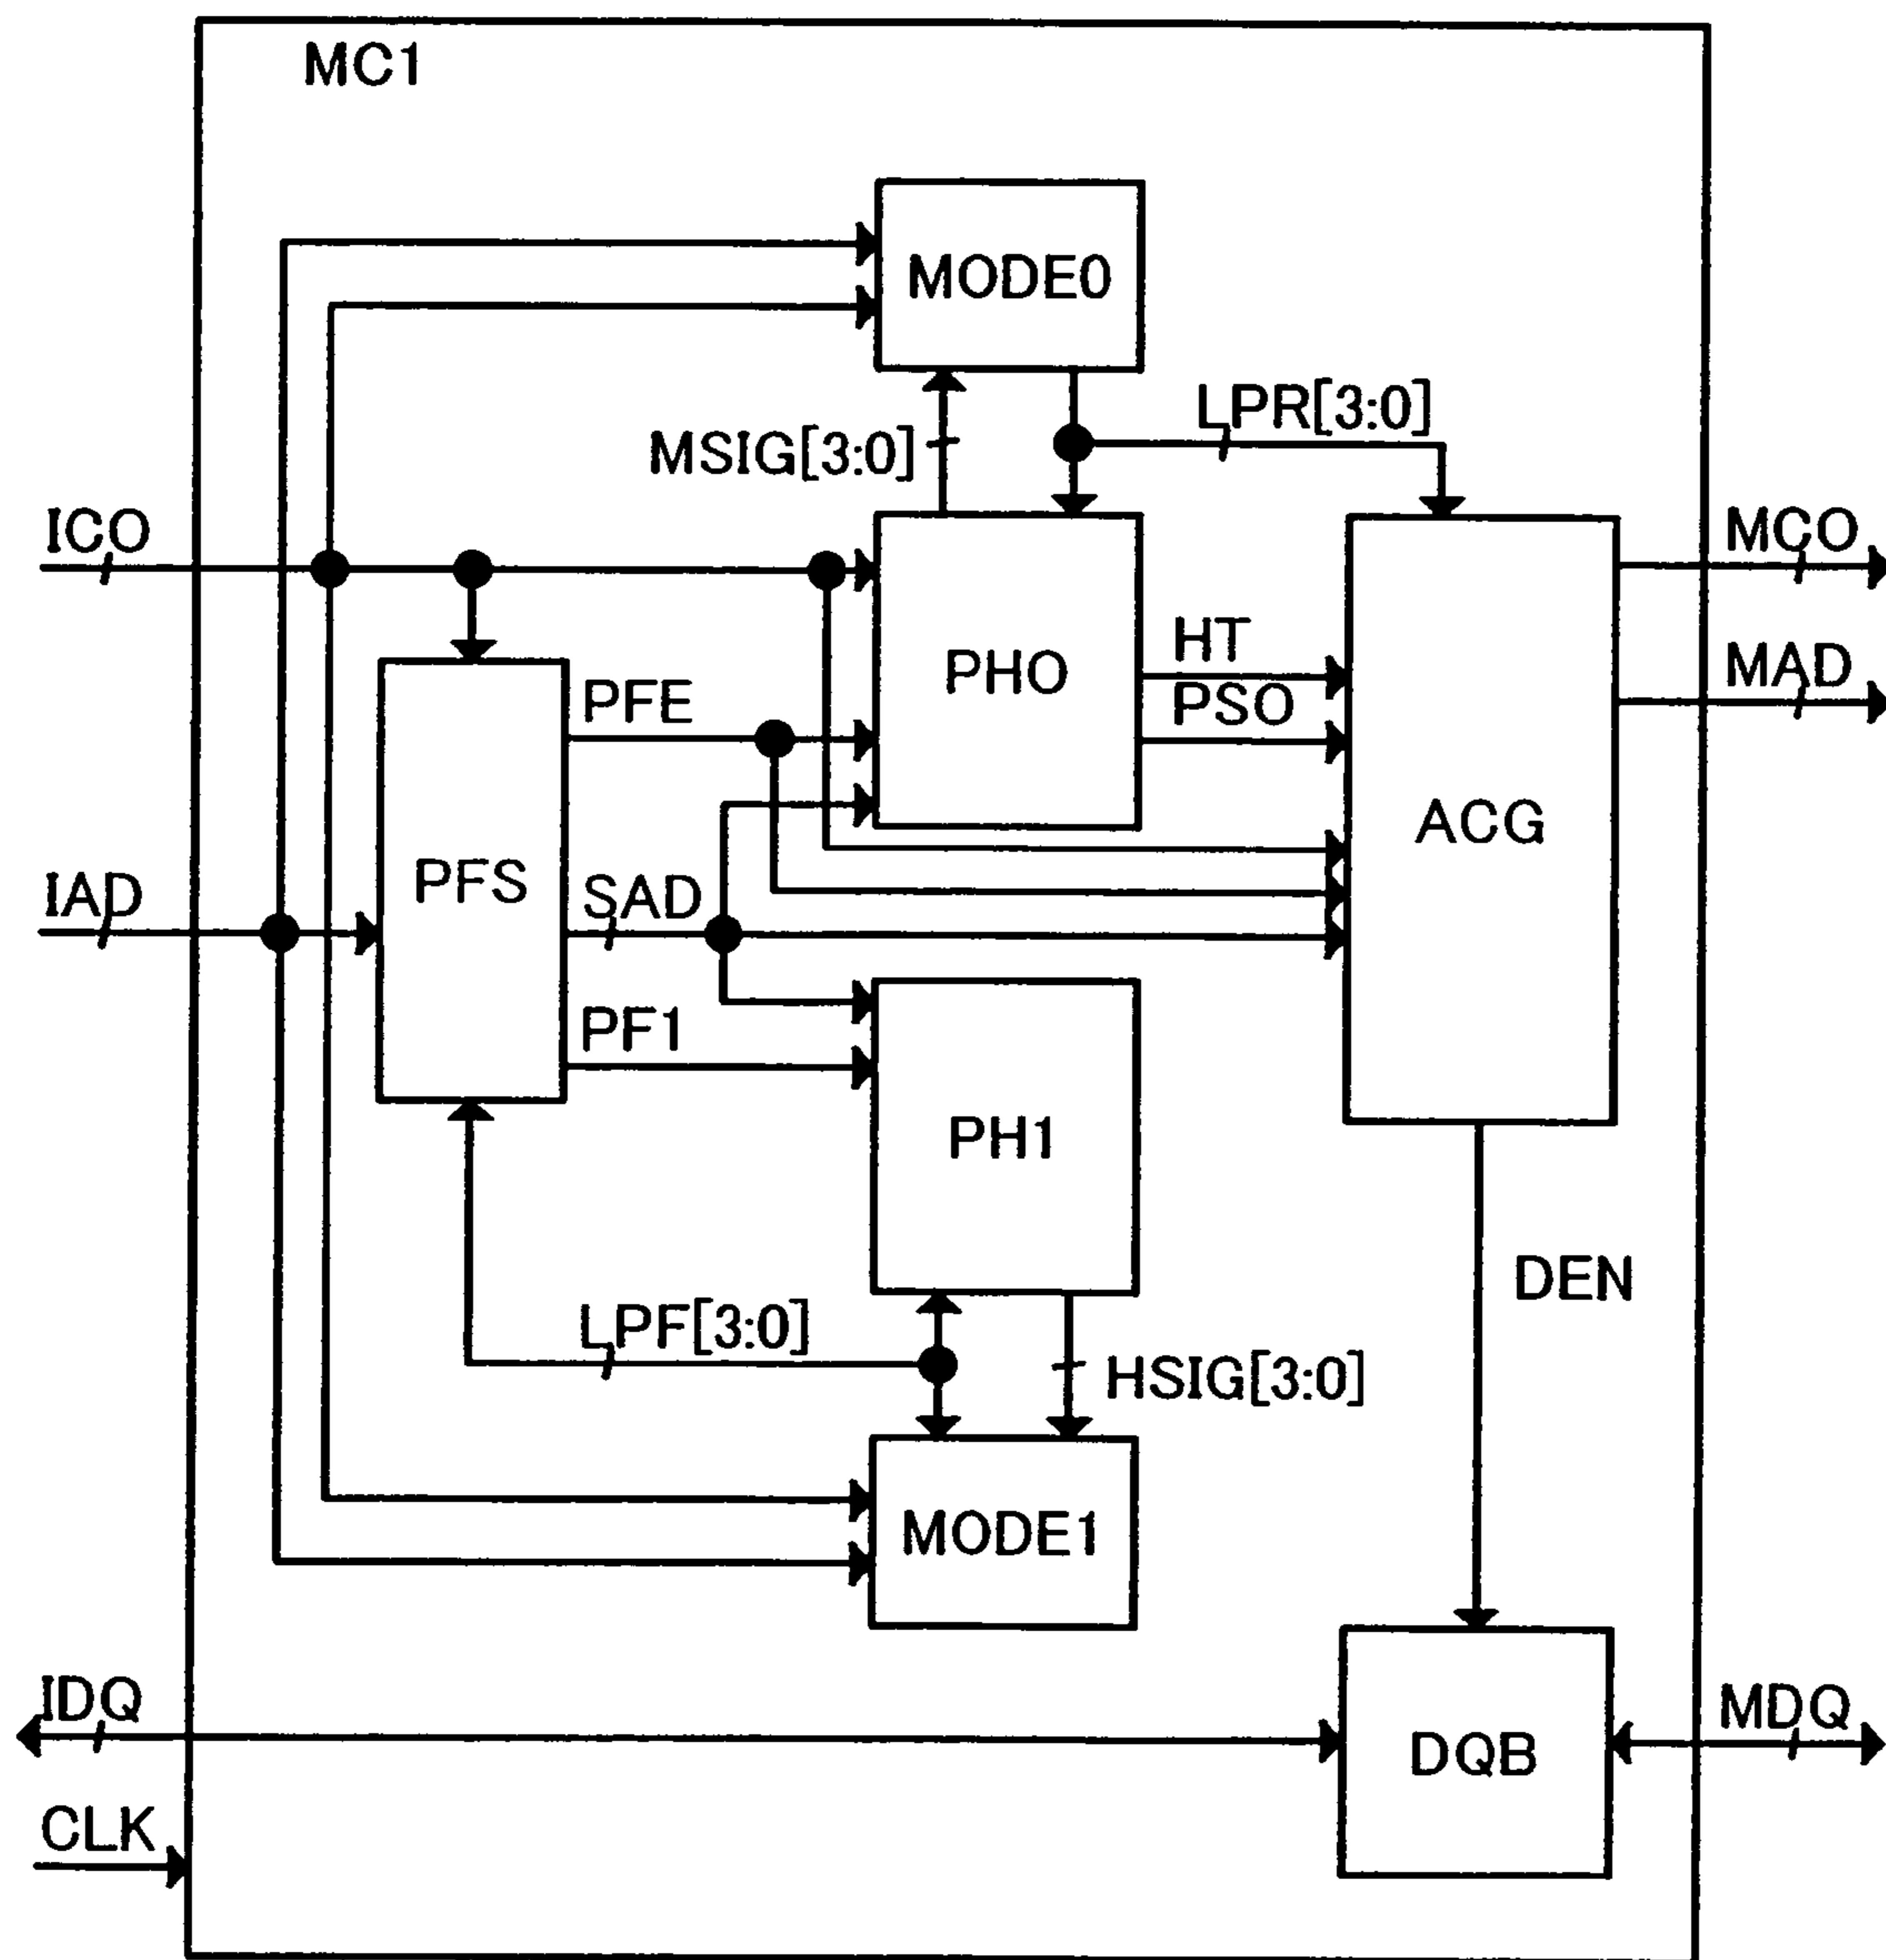 MC1
MODE0
LPR[3:0]
MSIG[3:0]
ICO
MCO
HT
PHO
MAD
PFE
PSO
ACG
PFS
IAD
SAD
PF1
PH1
DEN
LPF[3:0]
HSIG[3:0]
MODE1
IDQ
MDQ
DQB
CLK